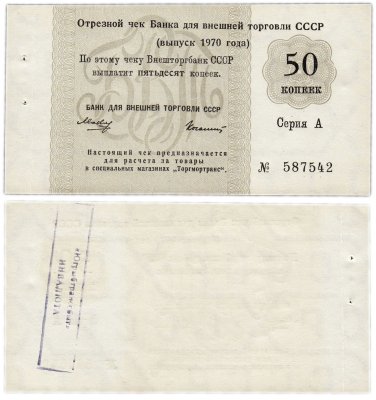 Отрезной чек Банка для внешней торговли СССР
(выпуск 1970 года)
По этому чеку Внешторгбанк СССР
выплатит пятьдесят копеек.
БАНК ДЛЯ ВНЕШНЕЙ ТОРГОВЛИ СССР
50
КОПЕЕК
Серия А
Настоящий чек предназначается
для расчета за товары
в специальных магазинах „Торгмортранс“.
№ 587542